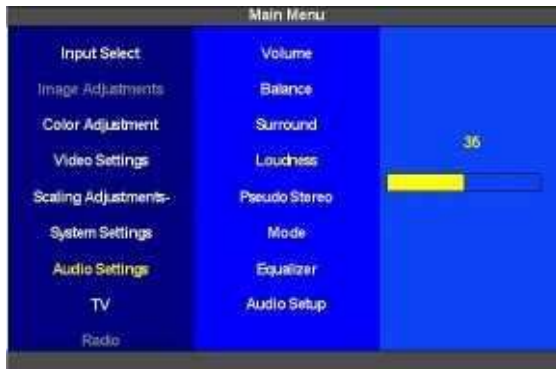 Main Menu
Input Select
Image Adjustments
Color Adjustment
Video Settings
Scaling Adjustments-
System Settings
Audio Settings
TV
Radio
Volume
Balance
Surround
Loudness
Pseudo Stereo
Mode
Equalizer
Audio Setup
36